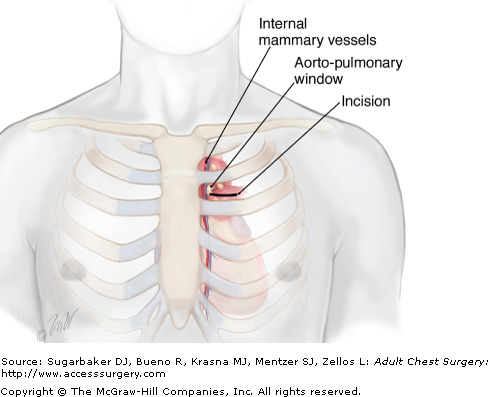 Internal
mammary vessels
Aorto-pulmonary
window
Incision
©
Source: Sugarbaker DJ, Bueno R, Krasna MJ, Mentzer SJ, Zellos L: Adult Chest Surgery:
http://www.accesssurgery.com
Copyright © The McGraw-Hill Companies, Inc. All rights reserved.